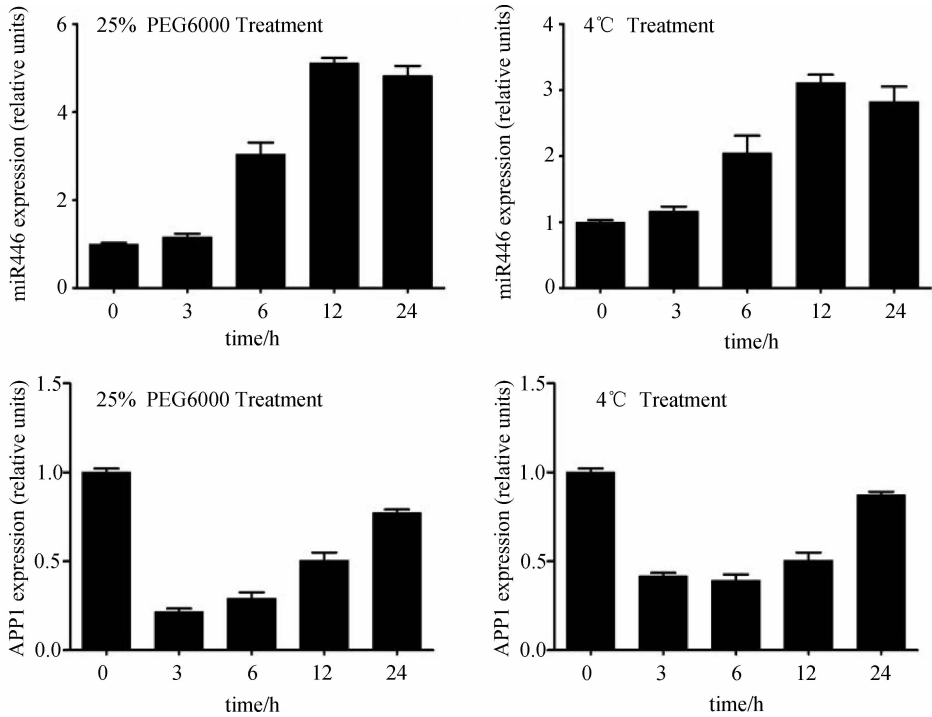 25% PEG6000 Treatment
miR446 expression (relative units)
6
4
2
0
0 3 6 12 24
time/h
4℃ Treatment
miR446 expression (relative units)
4
3
2
1
0
0 3 6 12 24
time/h
25% PEG6000 Treatment
APP1 expression (relative units)
1.5
1.0
0.5
0.0
0 3 6 12 24
time/h
4℃ Treatment
APP1 expression (relative units)
1.5
1.0
0.5
0.0
0 3 6 12 24
time/h